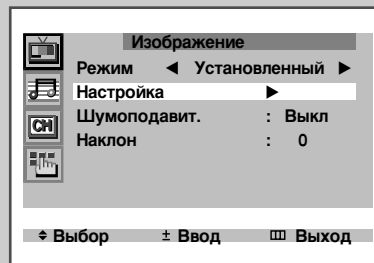 Изображение
Режим ◄ Установленный ►
Настройка ►
Шумоподавит. : Выкл
CH
Наклон : 0
Выбор ± Ввод Выход